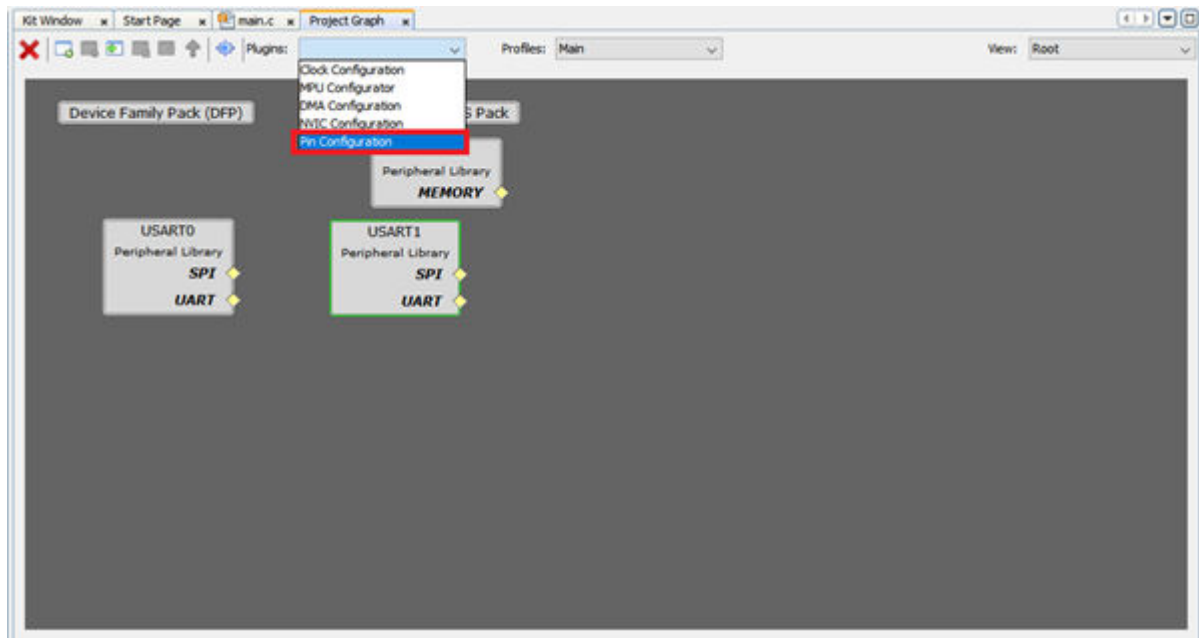 Kit Window Start Page main.c Project Graph
Plugins: Profiles: Main View: Root
Clock Configuration
MPU Configurator
DMA Configuration
NVIC Configuration
Pin Configuration
Device Family Pack (DFP) S Pack
Peripheral Library
MEMORY
USART0
Peripheral Library
SPI
UART
USART1
Peripheral Library
SPI
UART